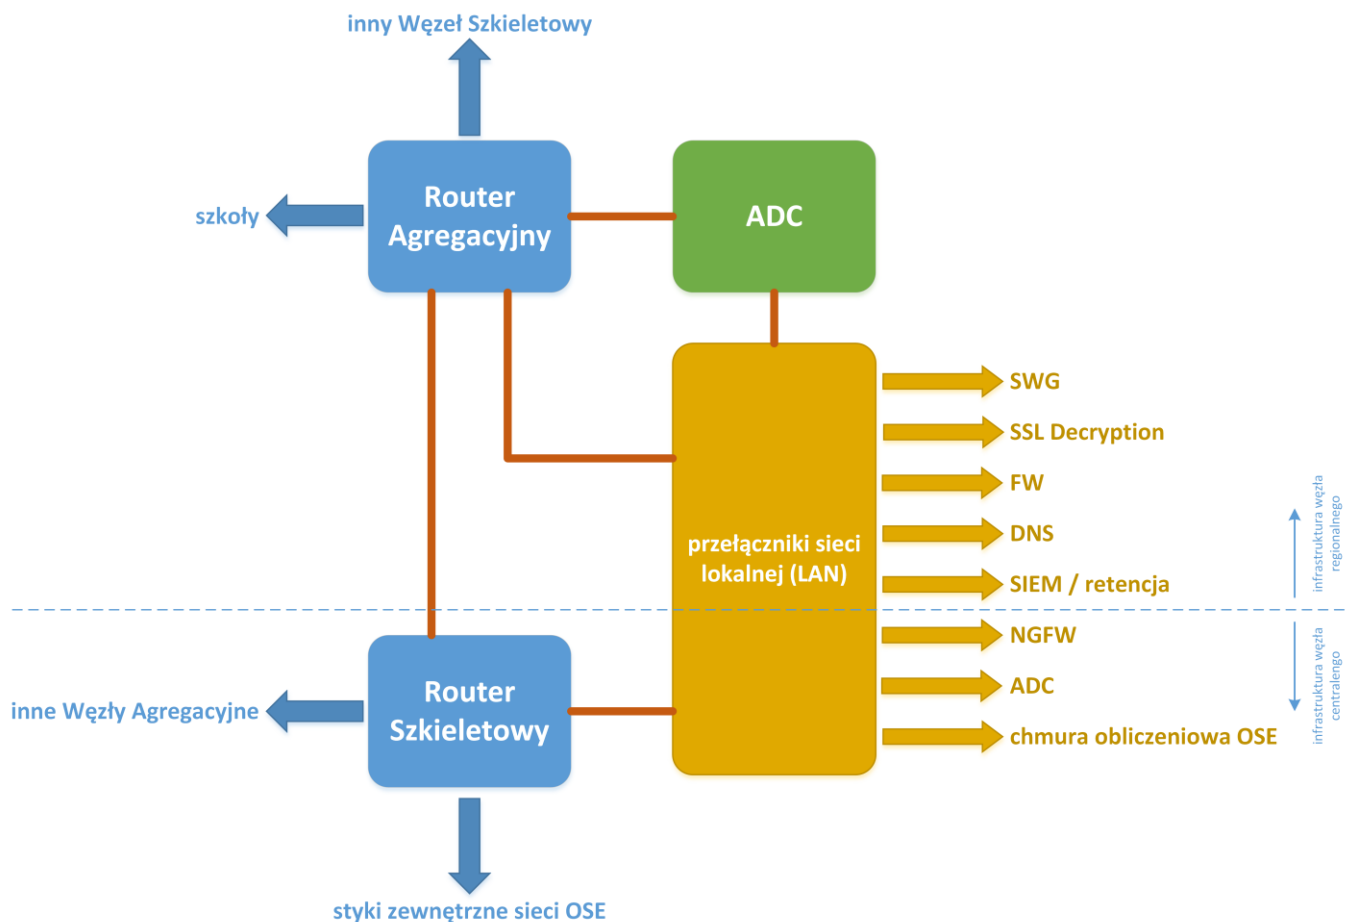 inny Węzeł Szkieletowy
szkoły
Router
Agregacyjny
ADC
SWG
SSL Decryption
FW
DNS
SIEM / retencja
przełączniki sieci
lokalnej (LAN)
infrastruktura węzła
regionalnego
NGFW
ADC
chmura obliczeniowa OSE
infrastruktura węzła
centralengo
inne Węzły Agregacyjne
Router
Szkieletowy
styki zewnętrzne sieci OSE